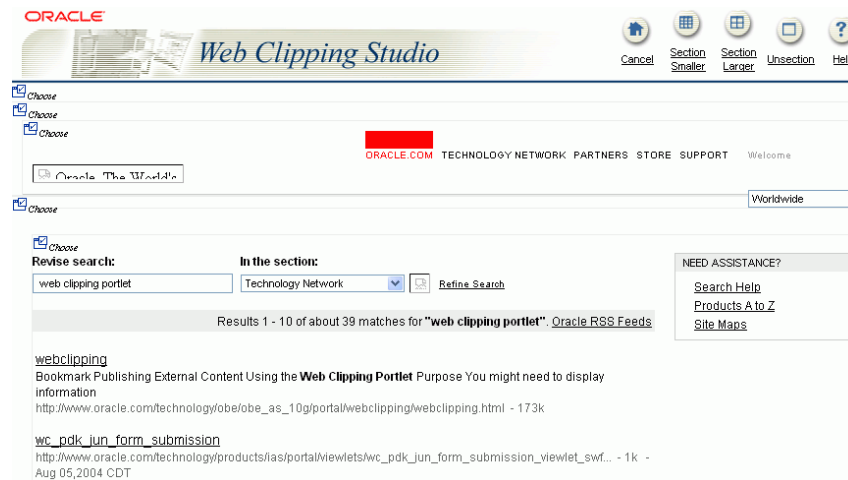 ORACLE
Web Clipping Studio
Cancel
Section Smaller
Section Larger
Unsection
Choose
Choose
Choose
ORACLE.COM TECHNOLOGY NETWORK PARTNERS STORE SUPPORT Welcome
Oracle, The World's
Choose
Worldwide
Choose
Revise search: In the section:
web clipping portlet Technology Network Refine Search
NEED ASSISTANCE?
Search Help
Products A to Z
Site Maps
Results 1 - 10 of about 39 matches for "web clipping portlet". Oracle RSS Feeds
webclipping
Bookmark Publishing External Content Using the Web Clipping Portlet Purpose You might need to display
information
http://www.oracle.com/technology/obe/obe_as_10g/portal/webclipping/webclipping.html - 173k
wc_pdk_jun_form_submission
http://www.oracle.com/technology/products/ias/portal/viewlets/wc_pdk_jun_form_submission_viewlet_swf... - 1k -
Aug 05,2004 CDT